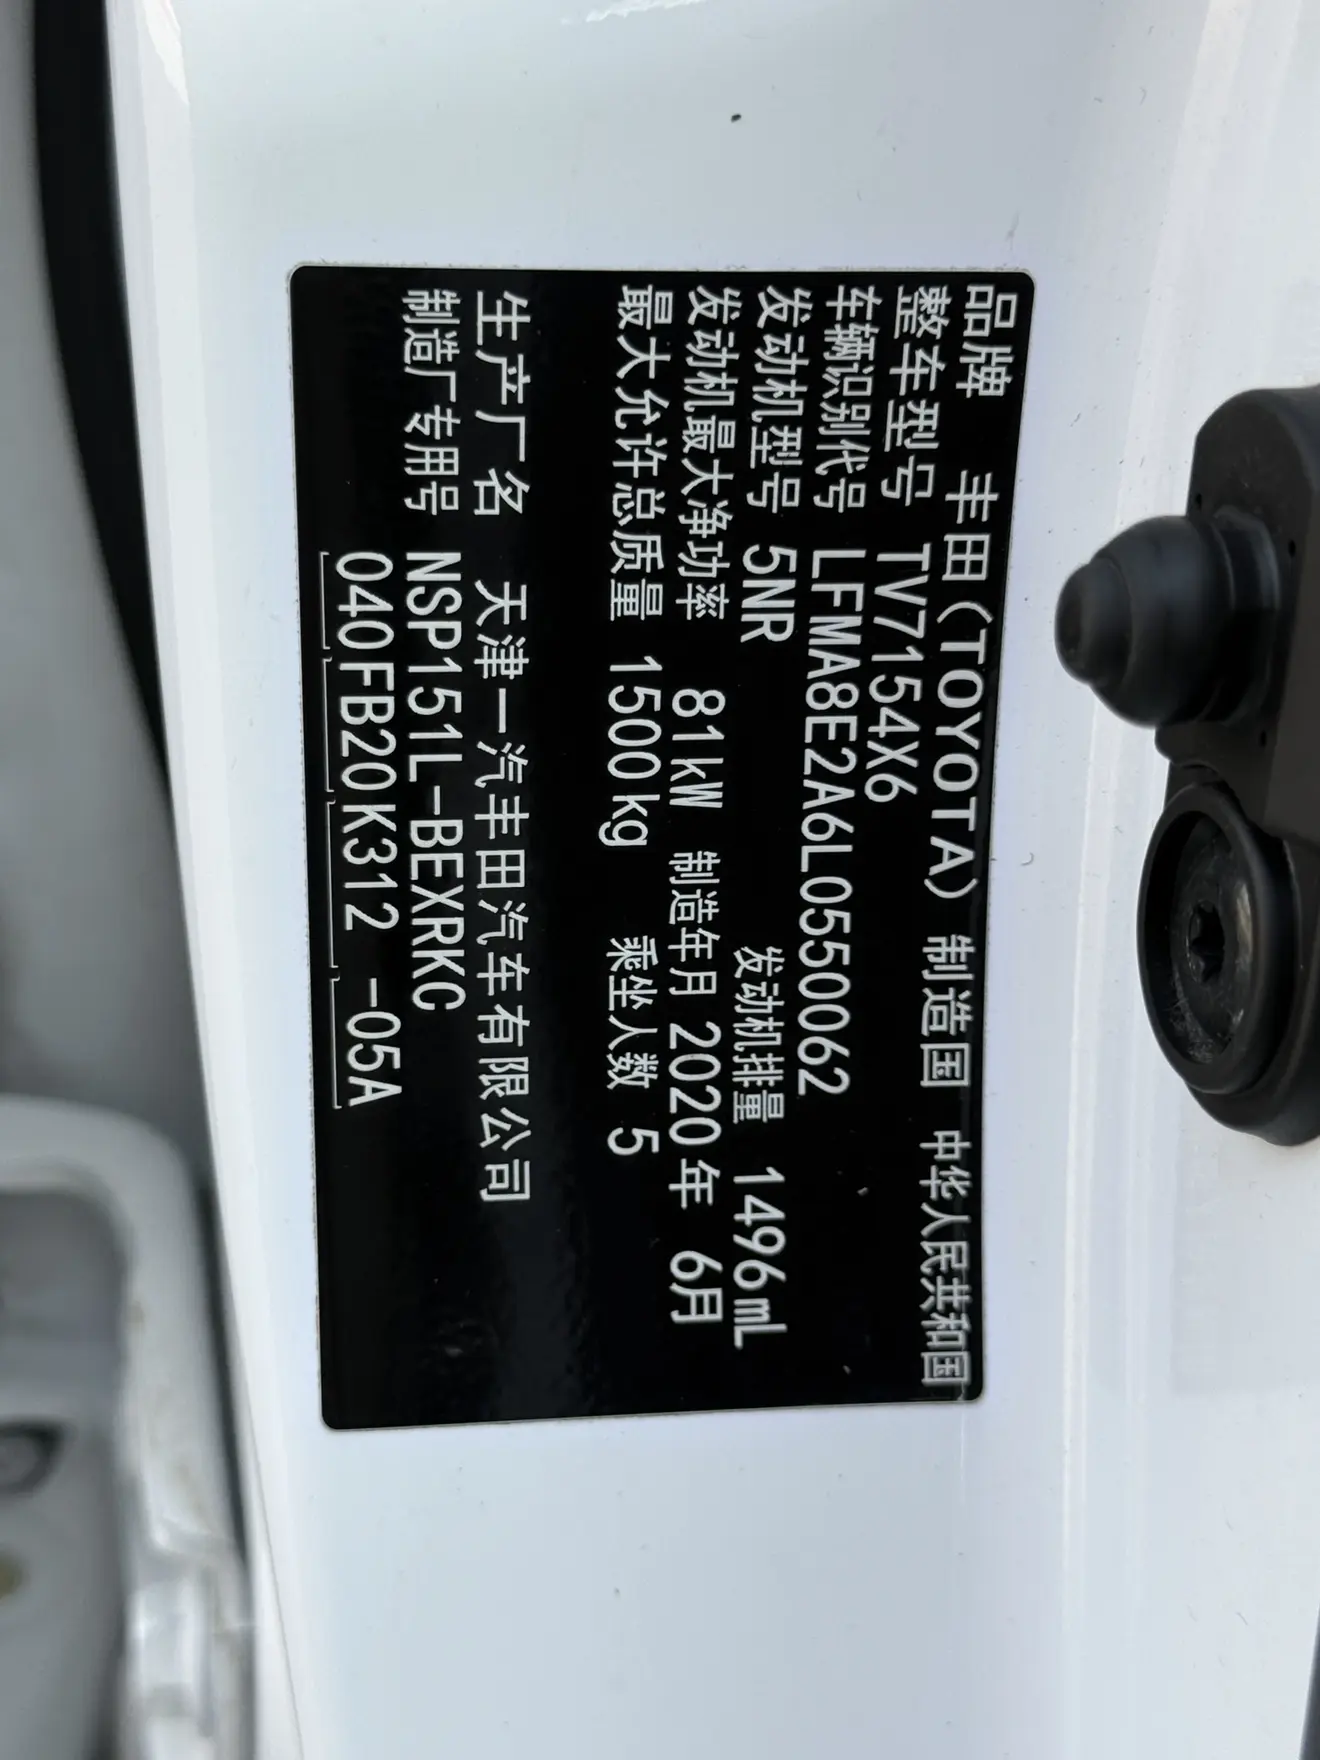 品牌 丰田(TOYOTA) 制造国 中华人民共和国
整车型号 TV7154X6
车辆识别代号 LFMA8E2A6L0550062
发动机型号 5NR 发动机排量 1496mL
发动机最大净功率 81kW 制造年月 2020年 6月
最大允许总质量 1500kg 乘坐人数 5
生产厂名 天津一汽丰田汽车有限公司
制造厂专用号 NSP151L-BEXRKC
040FB20K312 -05A